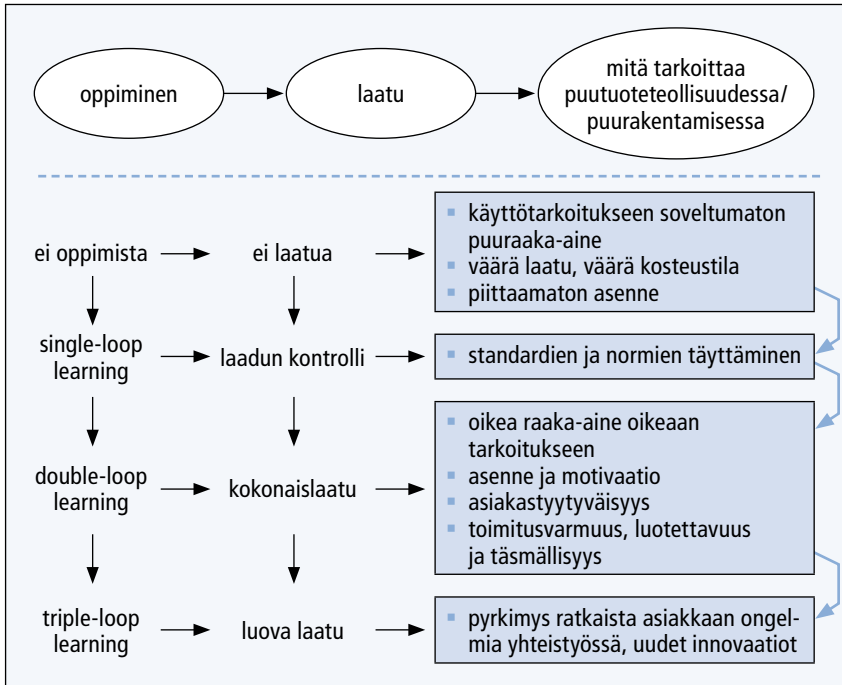 oppiminen
laatu
mitä tarkoittaa
puutuoteteollisuudessa/
puurakentamisessa
ei oppimista
ei laatua
▪ käyttötarkoitukseen soveltumaton
puuraaka-aine
▪ väärä laatu, väärä kosteustila
▪ piittaamaton asenne
single-loop
learning
laadun kontrolli
▪ standardien ja normien täyttäminen
double-loop
learning
kokonaislaatu
▪ oikea raaka-aine oikeaan
tarkoitukseen
▪ asenne ja motivaatio
▪ asiakastyytyväisyys
▪ toimitusvarmuus, luotettavuus
ja täsmällisyys
triple-loop
learning
luova laatu
▪ pyrkimys ratkaista asiakkaan ongel-
mia yhteistyössä, uudet innovaatiot